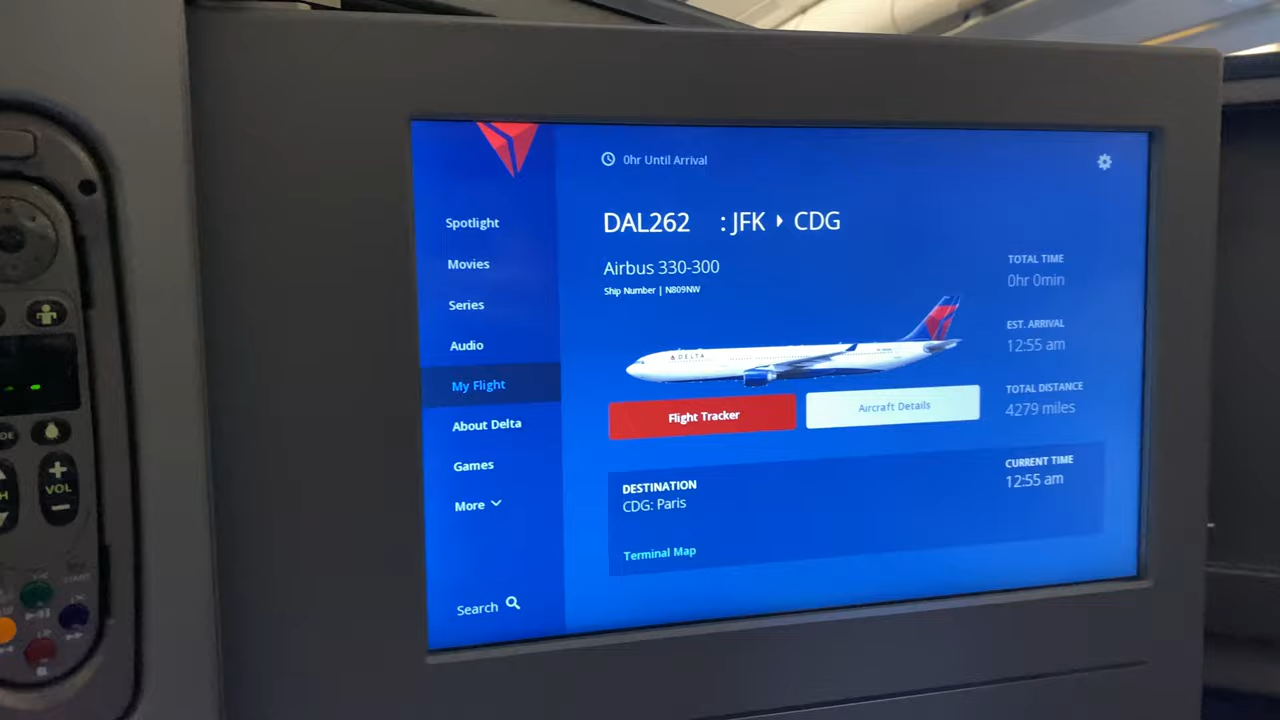 0hr Until Arrival
DAL262 : JFK ▸ CDG
Airbus 330-300
Ship Number | N809NW
DELTA
Spotlight
Movies
Series
Audio
My Flight
About Delta
Games
More
Search
Flight Tracker
Aircraft Details
TOTAL TIME
0hr 0min
EST. ARRIVAL
12:55 am
TOTAL DISTANCE
4279 miles
DESTINATION
CDG: Paris
Terminal Map
CURRENT TIME
12:55 am
+
VOL
−